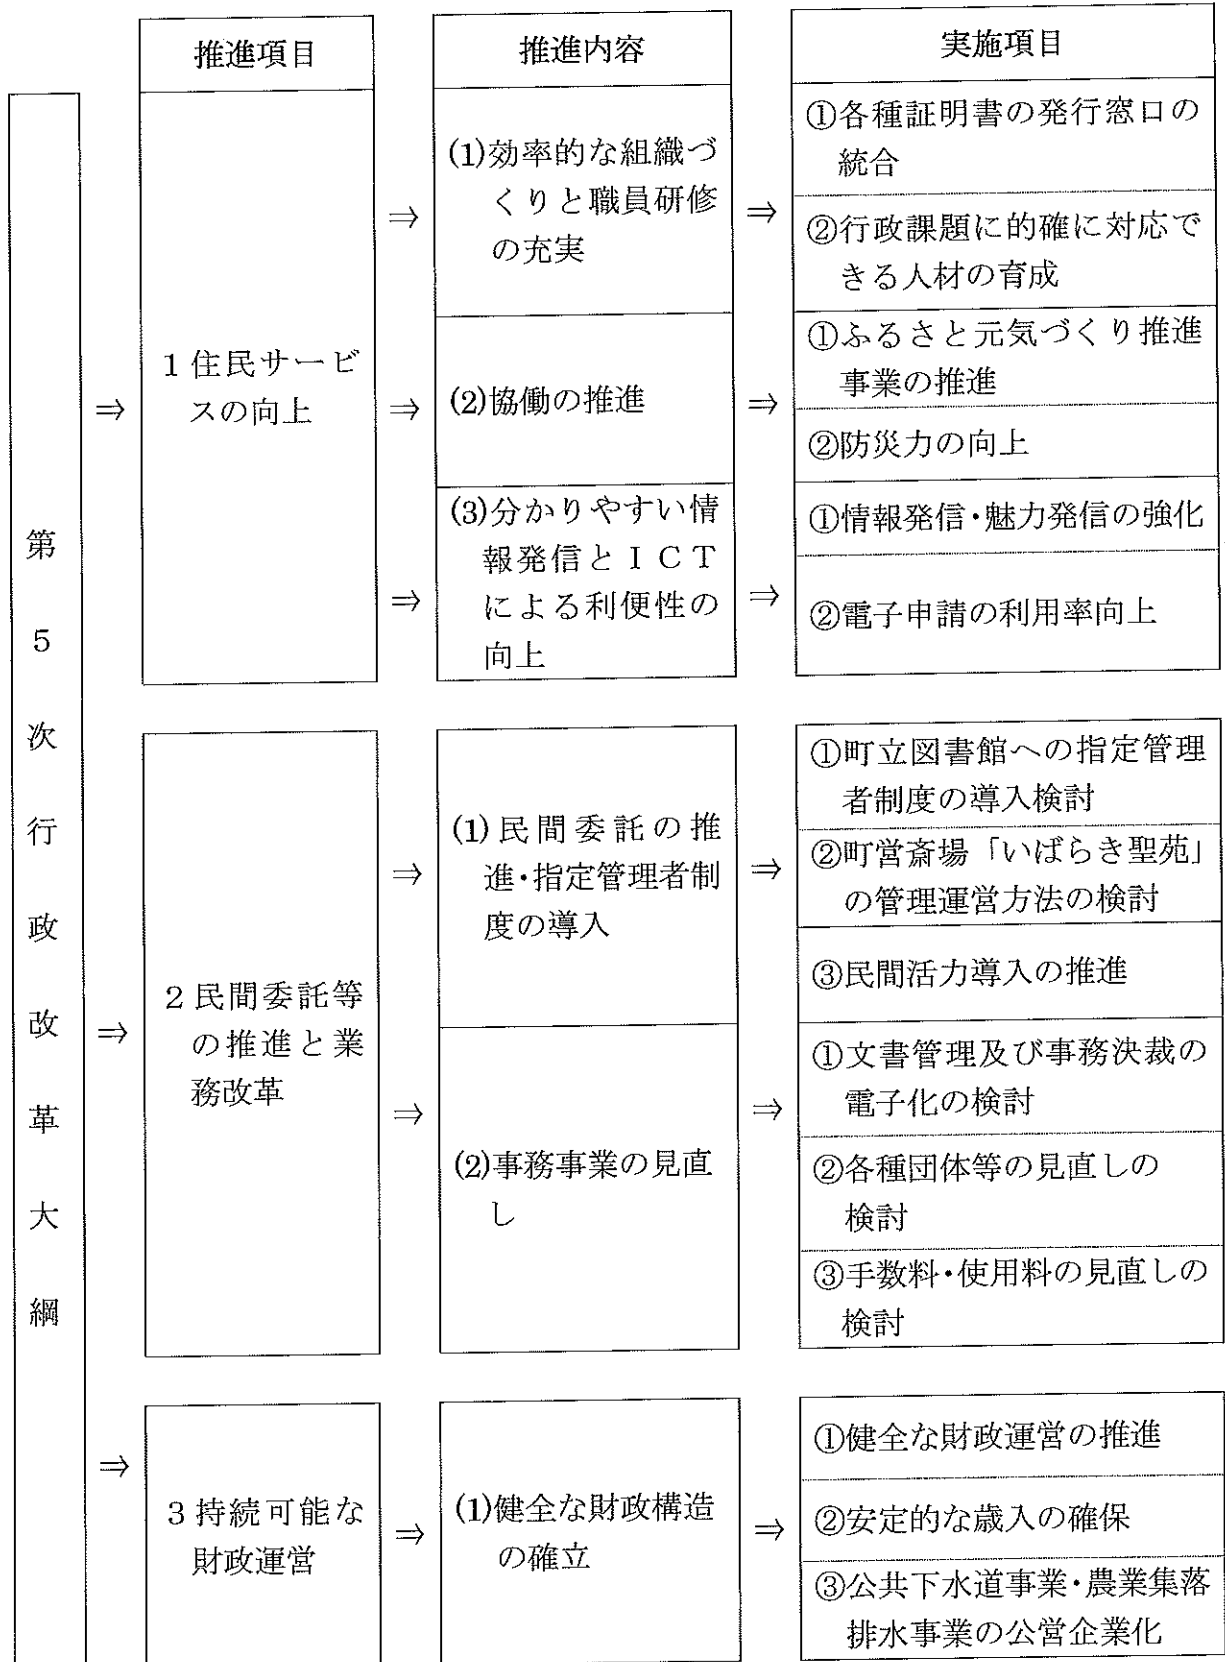 推進項目
推進内容
実施項目
第5次行政改革大綱
⇒
1 住民サービ
スの向上
⇒
(1)効率的な組織づ
くりと職員研修
の充実
⇒
①各種証明書の発行窓口の
統合
②行政課題に的確に対応で
きる人材の育成
⇒
(2)協働の推進
⇒
①ふるさと元気づくり推進
事業の推進
②防災力の向上
⇒
(3)分かりやすい情
報発信とICT
による利便性の
向上
⇒
①情報発信・魅力発信の強化
②電子申請の利用率向上
⇒
2 民間委託等
の推進と業
務改革
⇒
(1)民間委託の推
進・指定管理者制
度の導入
⇒
①町立図書館への指定管理
者制度の導入検討
②町営斎場「いばらき聖苑」
の管理運営方法の検討
③民間活力導入の推進
⇒
(2)事務事業の見直
し
⇒
①文書管理及び事務決裁の
電子化の検討
②各種団体等の見直しの
検討
③手数料・使用料の見直しの
検討
⇒
3 持続可能な
財政運営
⇒
(1)健全な財政構造
の確立
⇒
①健全な財政運営の推進
②安定的な歳入の確保
③公共下水道事業・農業集落
排水事業の公営企業化